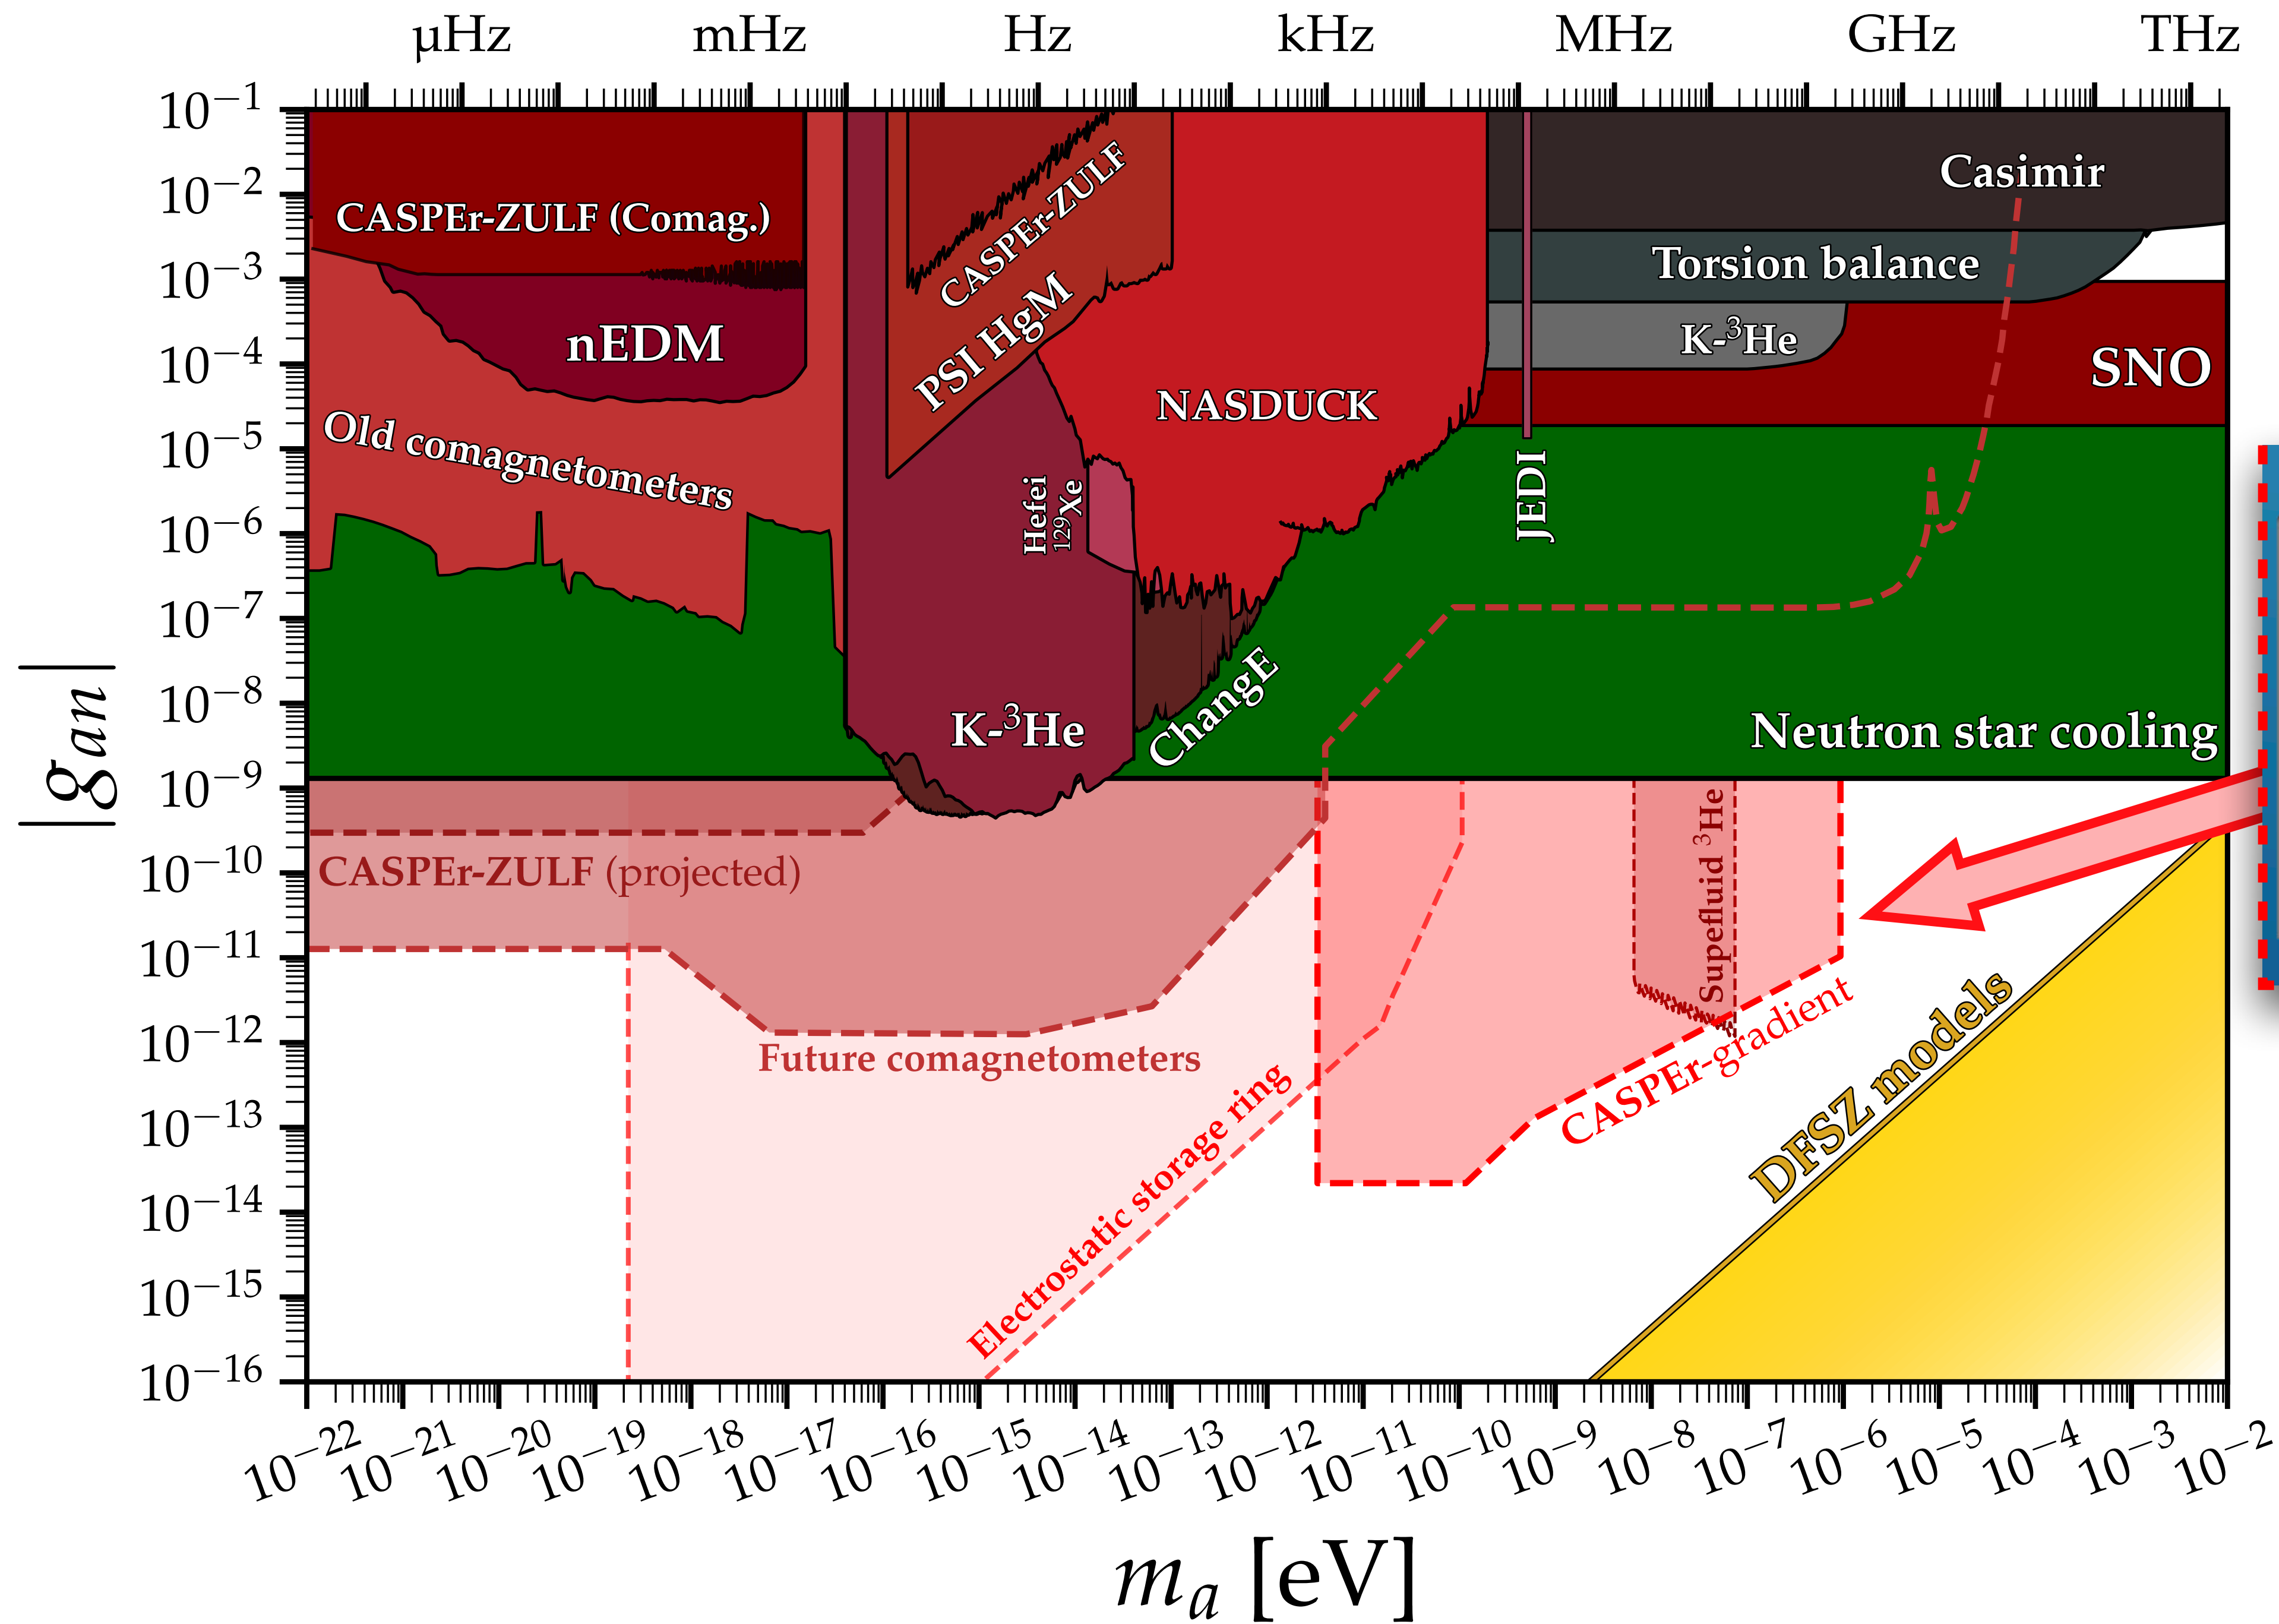 µHz mHz Hz kHz MHz GHz THz
10−1
10−2
10−3
10−4
10−5
10−6
10−7
10−8
10−9
10−10
10−11
10−12
10−13
10−14
10−15
10−16
|gan|
CASPEr-ZULF (Comag.)
nEDM
Old comagnetometers
CASPEr-ZULF
PSI HgM
NASDUCK
Hefei
129Xe
K-3He
ChangE
JEDI
Casimir
Torsion balance
K-3He
SNO
Neutron star cooling
CASPEr-ZULF (projected)
Future comagnetometers
Electrostatic storage ring
Supefluid 3He
CASPEr-gradient
DFSZ models
10−22 10−21 10−20 10−19 10−18 10−17 10−16 10−15 10−14 10−13 10−12 10−11 10−10 10−9 10−8 10−7 10−6 10−5 10−4 10−3 10−2
ma [eV]